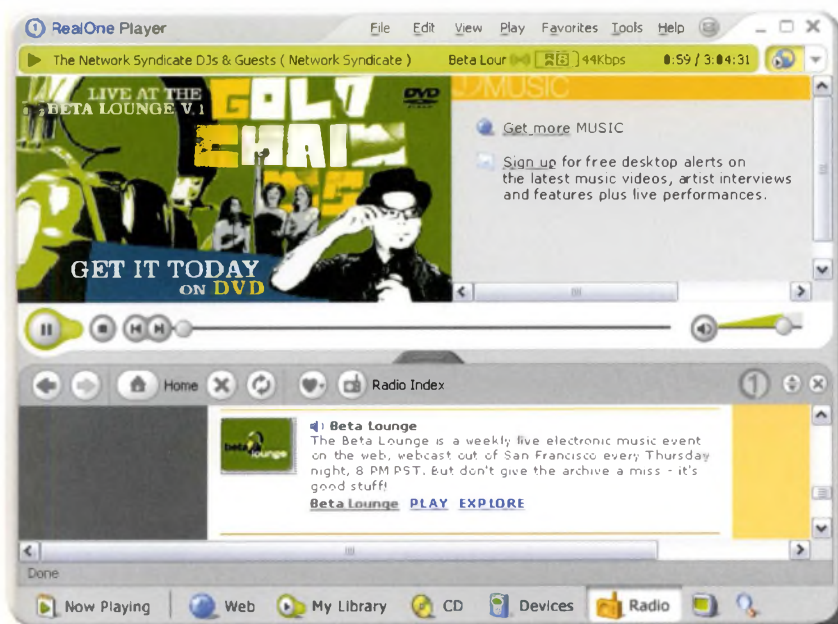 RealOne Player File Edit View Play Favorites Tools Help
The Network Syndicate DJs & Guests ( Network Syndicate ) Beta Lour 44Kbps 0:59 / 3:04:31
LIVE AT THE
BETA LOUNGE V.1
GOLD
CHAI
NS
DVD
GET IT TODAY
ON DVD
MUSIC
Get more MUSIC
Sign up for free desktop alerts on
the latest music videos, artist interviews
and features plus live performances.
Home Radio Index
beta lounge
Beta Lounge
The Beta Lounge is a weekly live electronic music event
on the web, webcast out of San Francisco every Thursday
night, 8 PM PST. But don't give the archive a miss - it's
good stuff!
Beta Lounge PLAY EXPLORE
Done
Now Playing Web My Library CD Devices Radio